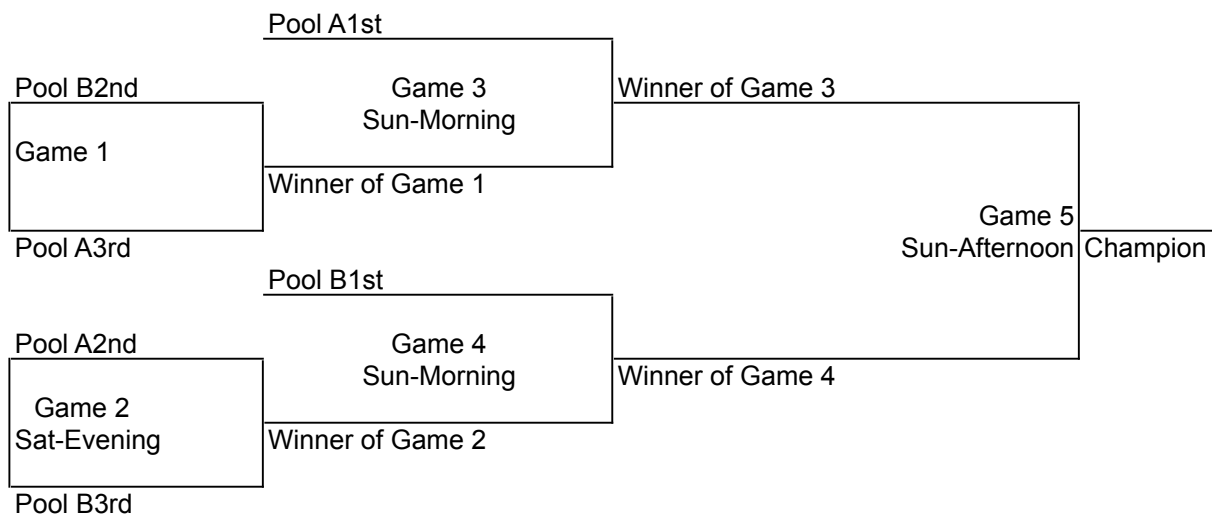 Pool A1st
Pool B2nd
Game 3
Sun-Morning
Winner of Game 3
Game 1
Winner of Game 1
Pool A3rd
Game 5
Sun-Afternoon
Champion
Pool B1st
Pool A2nd
Game 4
Sun-Morning
Winner of Game 4
Game 2
Sat-Evening
Winner of Game 2
Pool B3rd